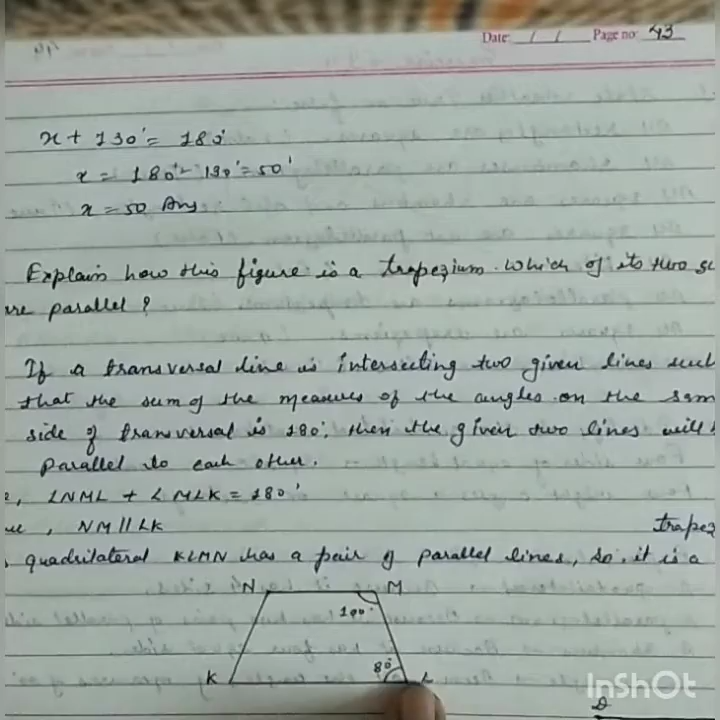 Date: / / Page no: 43
x + 130° = 180°
x = 180° - 130° = 50°
x = 50 Ans
Explain how this figure is a trapezium. Which of its two
are parallel?
If a transversal line is intersecting two given lines
that the sum of the measures of the angles on the
side of transversal is 180°, then the given two lines will
parallel to each other.
∠NML + ∠MLK = 180°
, NM || LK
trapez
quadrilateral KLMN has a pair of parallel lines, so, it is a
N M
100°
80°
K L
InShOt